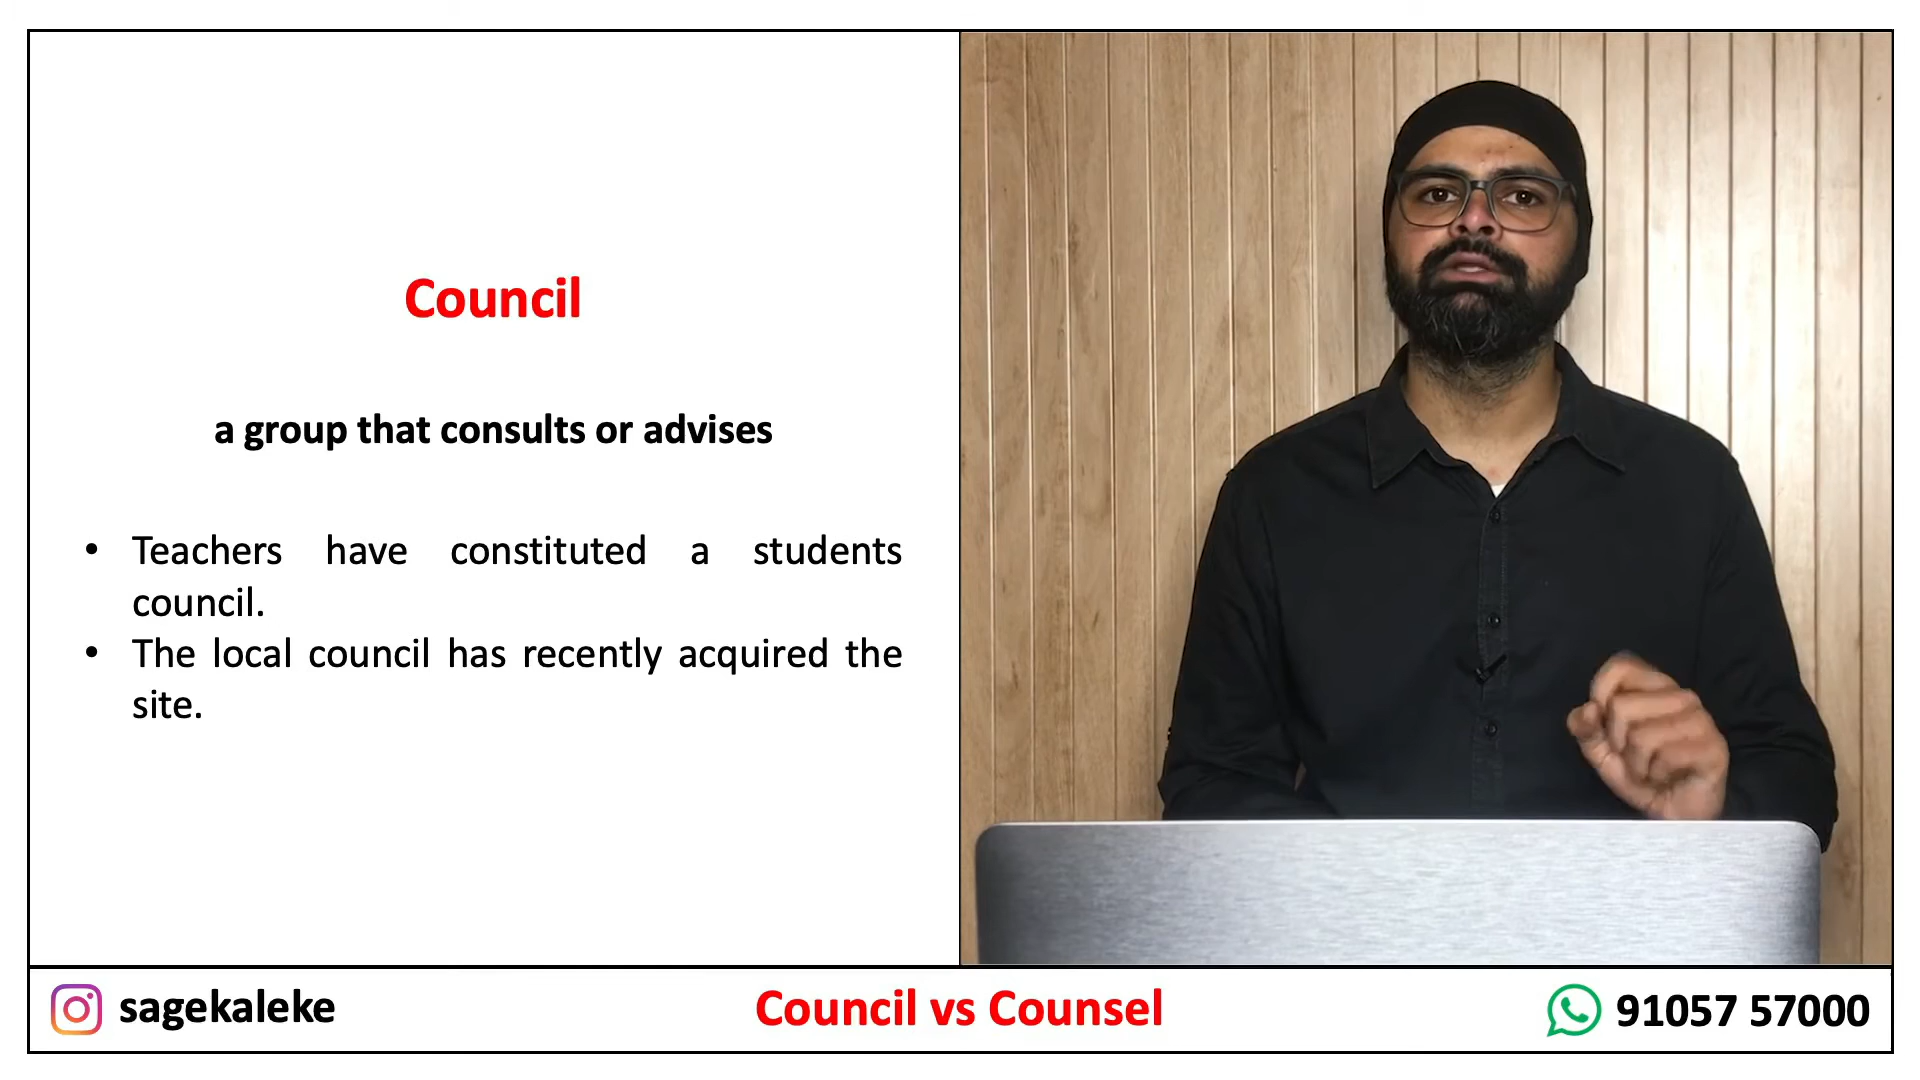 Council
a group that consults or advises
• Teachers have constituted a students
council.
• The local council has recently acquired the
site.
sagekaleke
Council vs Counsel
91057 57000